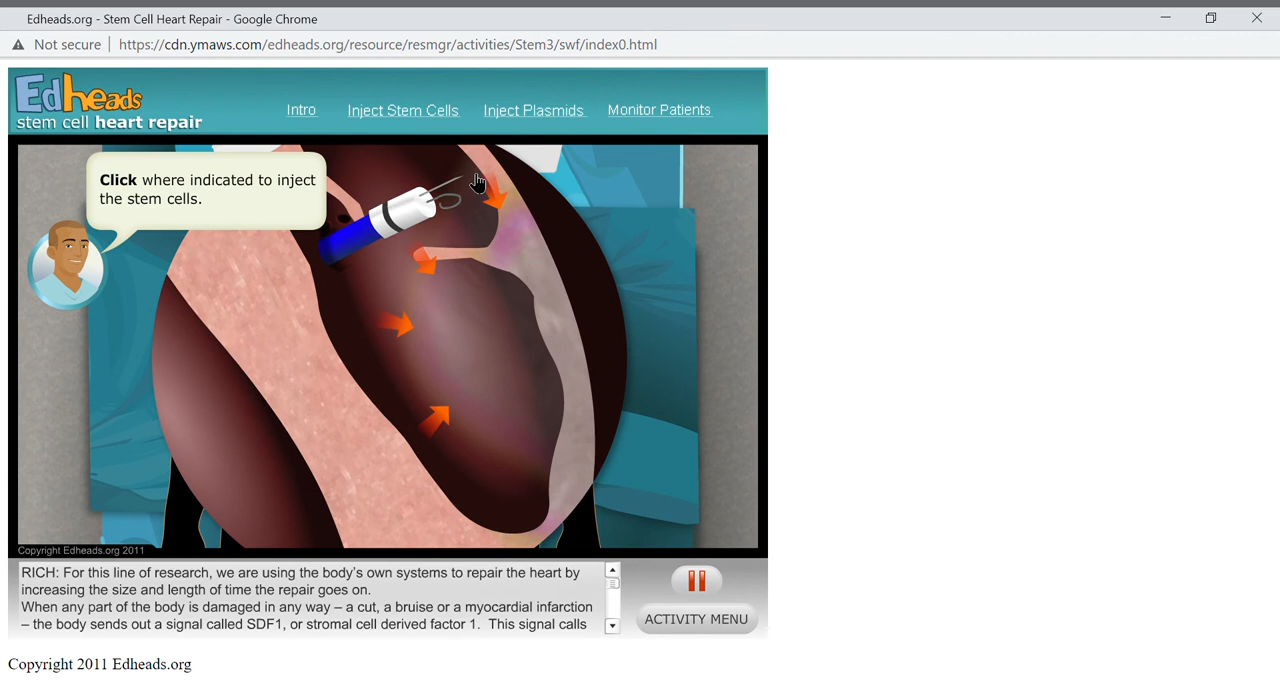 Edheads.org - Stem Cell Heart Repair - Google Chrome
Not secure | https://cdn.ymaws.com/edheads.org/resource/resmgr/activities/Stem3/swf/index0.html
Edheads
stem cell heart repair
Intro Inject Stem Cells Inject Plasmids Monitor Patients
Click where indicated to inject
the stem cells.
Copyright Edheads.org 2011
RICH: For this line of research, we are using the body's own systems to repair the heart by
increasing the size and length of time the repair goes on.
When any part of the body is damaged in any way – a cut, a bruise or a myocardial infarction
– the body sends out a signal called SDF1, or stromal cell derived factor 1. This signal calls
ACTIVITY MENU
Copyright 2011 Edheads.org